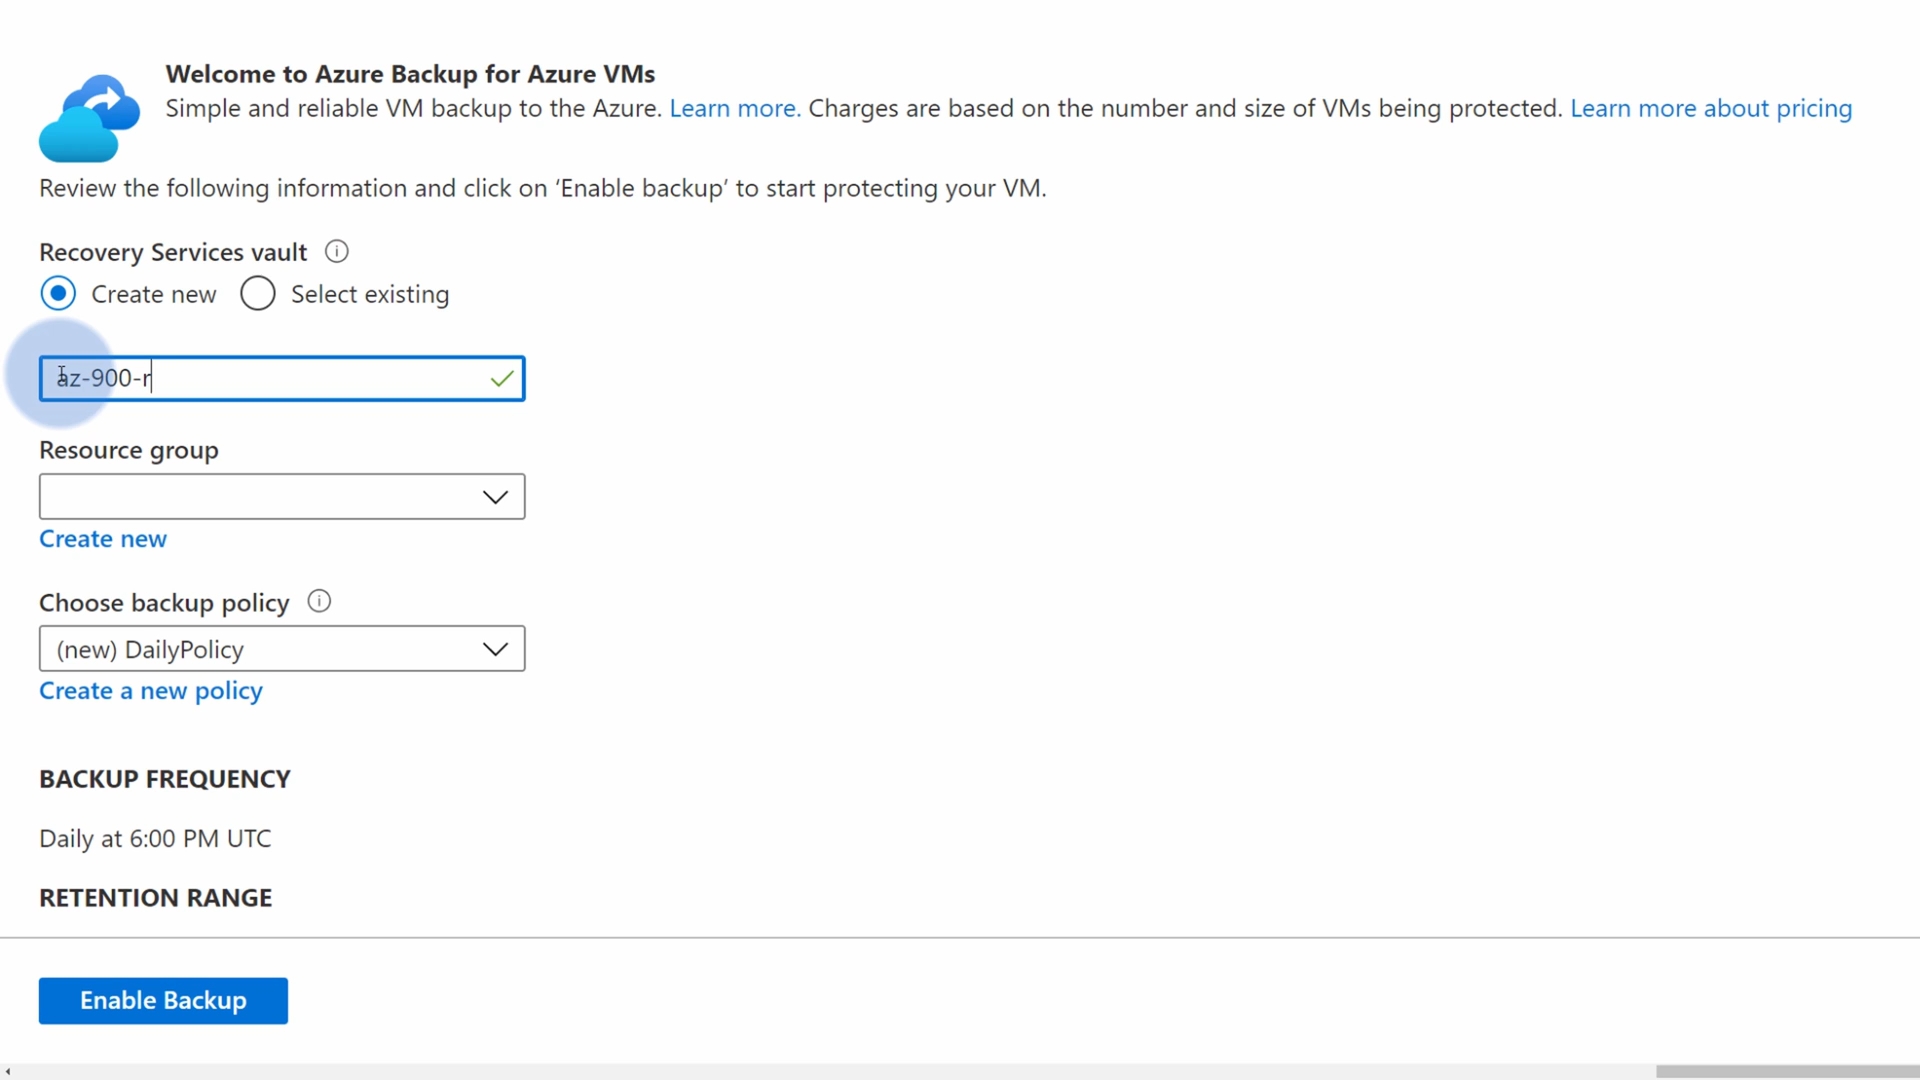 Welcome to Azure Backup for Azure VMs
Simple and reliable VM backup to the Azure. Learn more. Charges are based on the number and size of VMs being protected. Learn more about pricing
Review the following information and click on ‘Enable backup’ to start protecting your VM.
Recovery Services vault
Create new Select existing
az-900-r
Resource group
Create new
Choose backup policy
(new) DailyPolicy
Create a new policy
BACKUP FREQUENCY
Daily at 6:00 PM UTC
RETENTION RANGE
Enable Backup